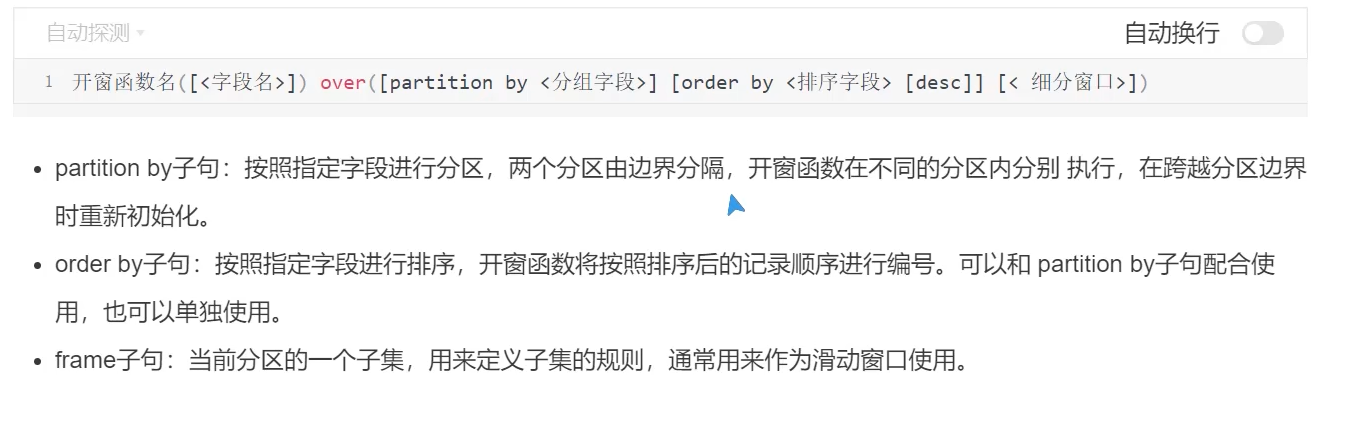 自动探测
自动换行
1 开窗函数名([<字段名>]) over([partition by <分组字段>] [order by <排序字段> [desc]] [< 细分窗口>])
partition by子句：按照指定字段进行分区，两个分区由边界分隔，开窗函数在不同的分区内分别 执行，在跨越分区边界
时重新初始化。
order by子句：按照指定字段进行排序，开窗函数将按照排序后的记录顺序进行编号。可以和 partition by子句配合使
用，也可以单独使用。
frame子句：当前分区的一个子集，用来定义子集的规则，通常用来作为滑动窗口使用。